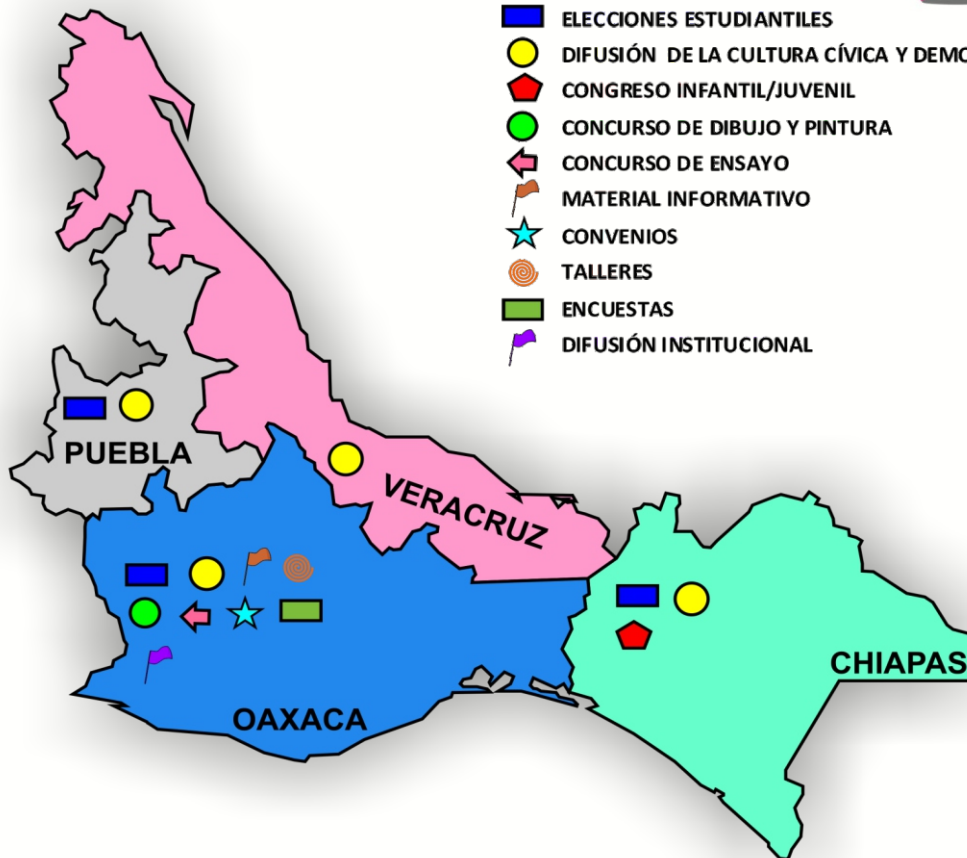 ELECCIONES ESTUDIANTILES
DIFUSIÓN DE LA CULTURA CÍVICA Y DEMO
CONGRESO INFANTIL/JUVENIL
CONCURSO DE DIBUJO Y PINTURA
CONCURSO DE ENSAYO
MATERIAL INFORMATIVO
CONVENIOS
TALLERES
ENCUESTAS
DIFUSIÓN INSTITUCIONAL
PUEBLA
VERACRUZ
CHIAPAS
OAXACA